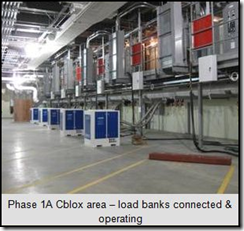 Phase 1A Cblox area – load banks connected &
operating